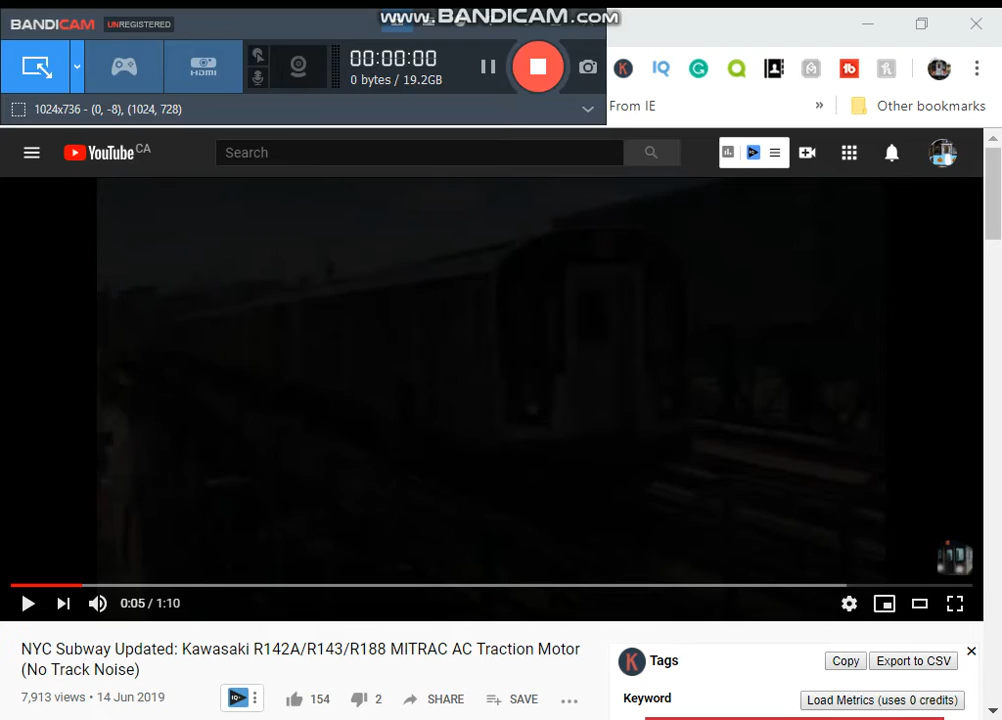 www.BANDICAM.com
BANDICAM UNREGISTERED
HDMI
00:00:00
0 bytes / 19.2GB
1024x736 - (0, -8), (1024, 728)
K IQ G Q tb h
From IE » Other bookmarks
YouTube CA
Search
NYC Subway Updated: Kawasaki R142A/R143/R188 MITRAC AC Traction Motor
(No Track Noise)
0:05 / 1:10
7,913 views • 14 Jun 2019
IQ
154 2 SHARE SAVE
K Tags Copy Export to CSV
Keyword Load Metrics (uses 0 credits)